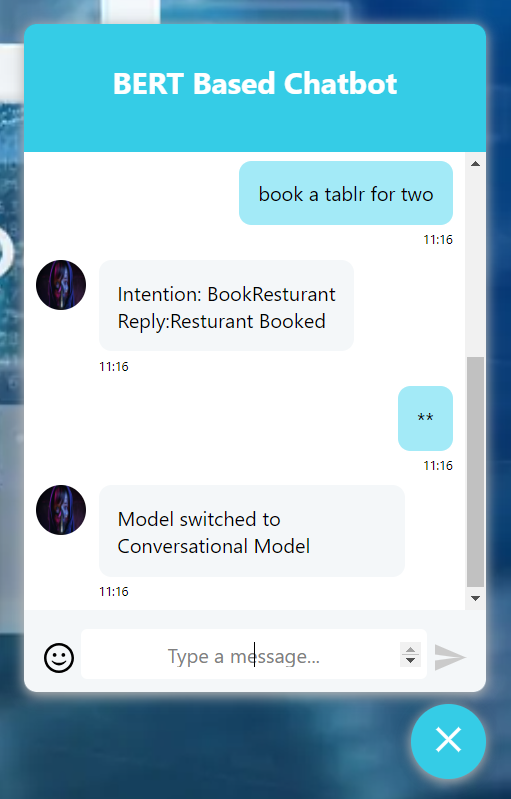 BERT Based Chatbot
book a tablr for two
11:16
Intention: BookResturant
Reply:Resturant Booked
11:16
**
11:16
Model switched to
Conversational Model
11:16
Type a message...